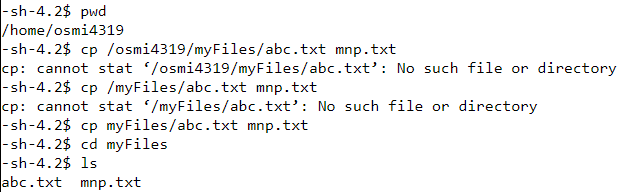 -sh-4.2$ pwd
/home/osmi4319
-sh-4.2$ cp /osmi4319/myFiles/abc.txt mnp.txt
cp: cannot stat ‘/osmi4319/myFiles/abc.txt’: No such file or directory
-sh-4.2$ cp /myFiles/abc.txt mnp.txt
cp: cannot stat ‘/myFiles/abc.txt’: No such file or directory
-sh-4.2$ cp myFiles/abc.txt mnp.txt
-sh-4.2$ cd myFiles
-sh-4.2$ ls
abc.txt  mnp.txt